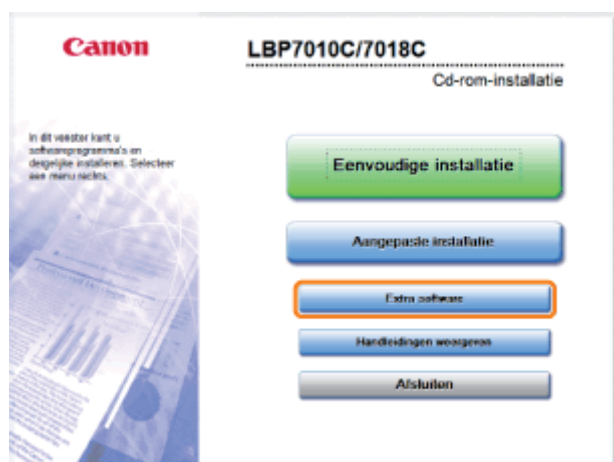 Canon
LBP7010C/7018C
Cd-rom-installatie
In dit venster kunt u
softwareprogramma's en
dergelijke installeren. Selecteer
een menu rechts.
Eenvoudige installatie
Aangepaste installatie
Extra software
Handleidingen weergeven
Afsluiten